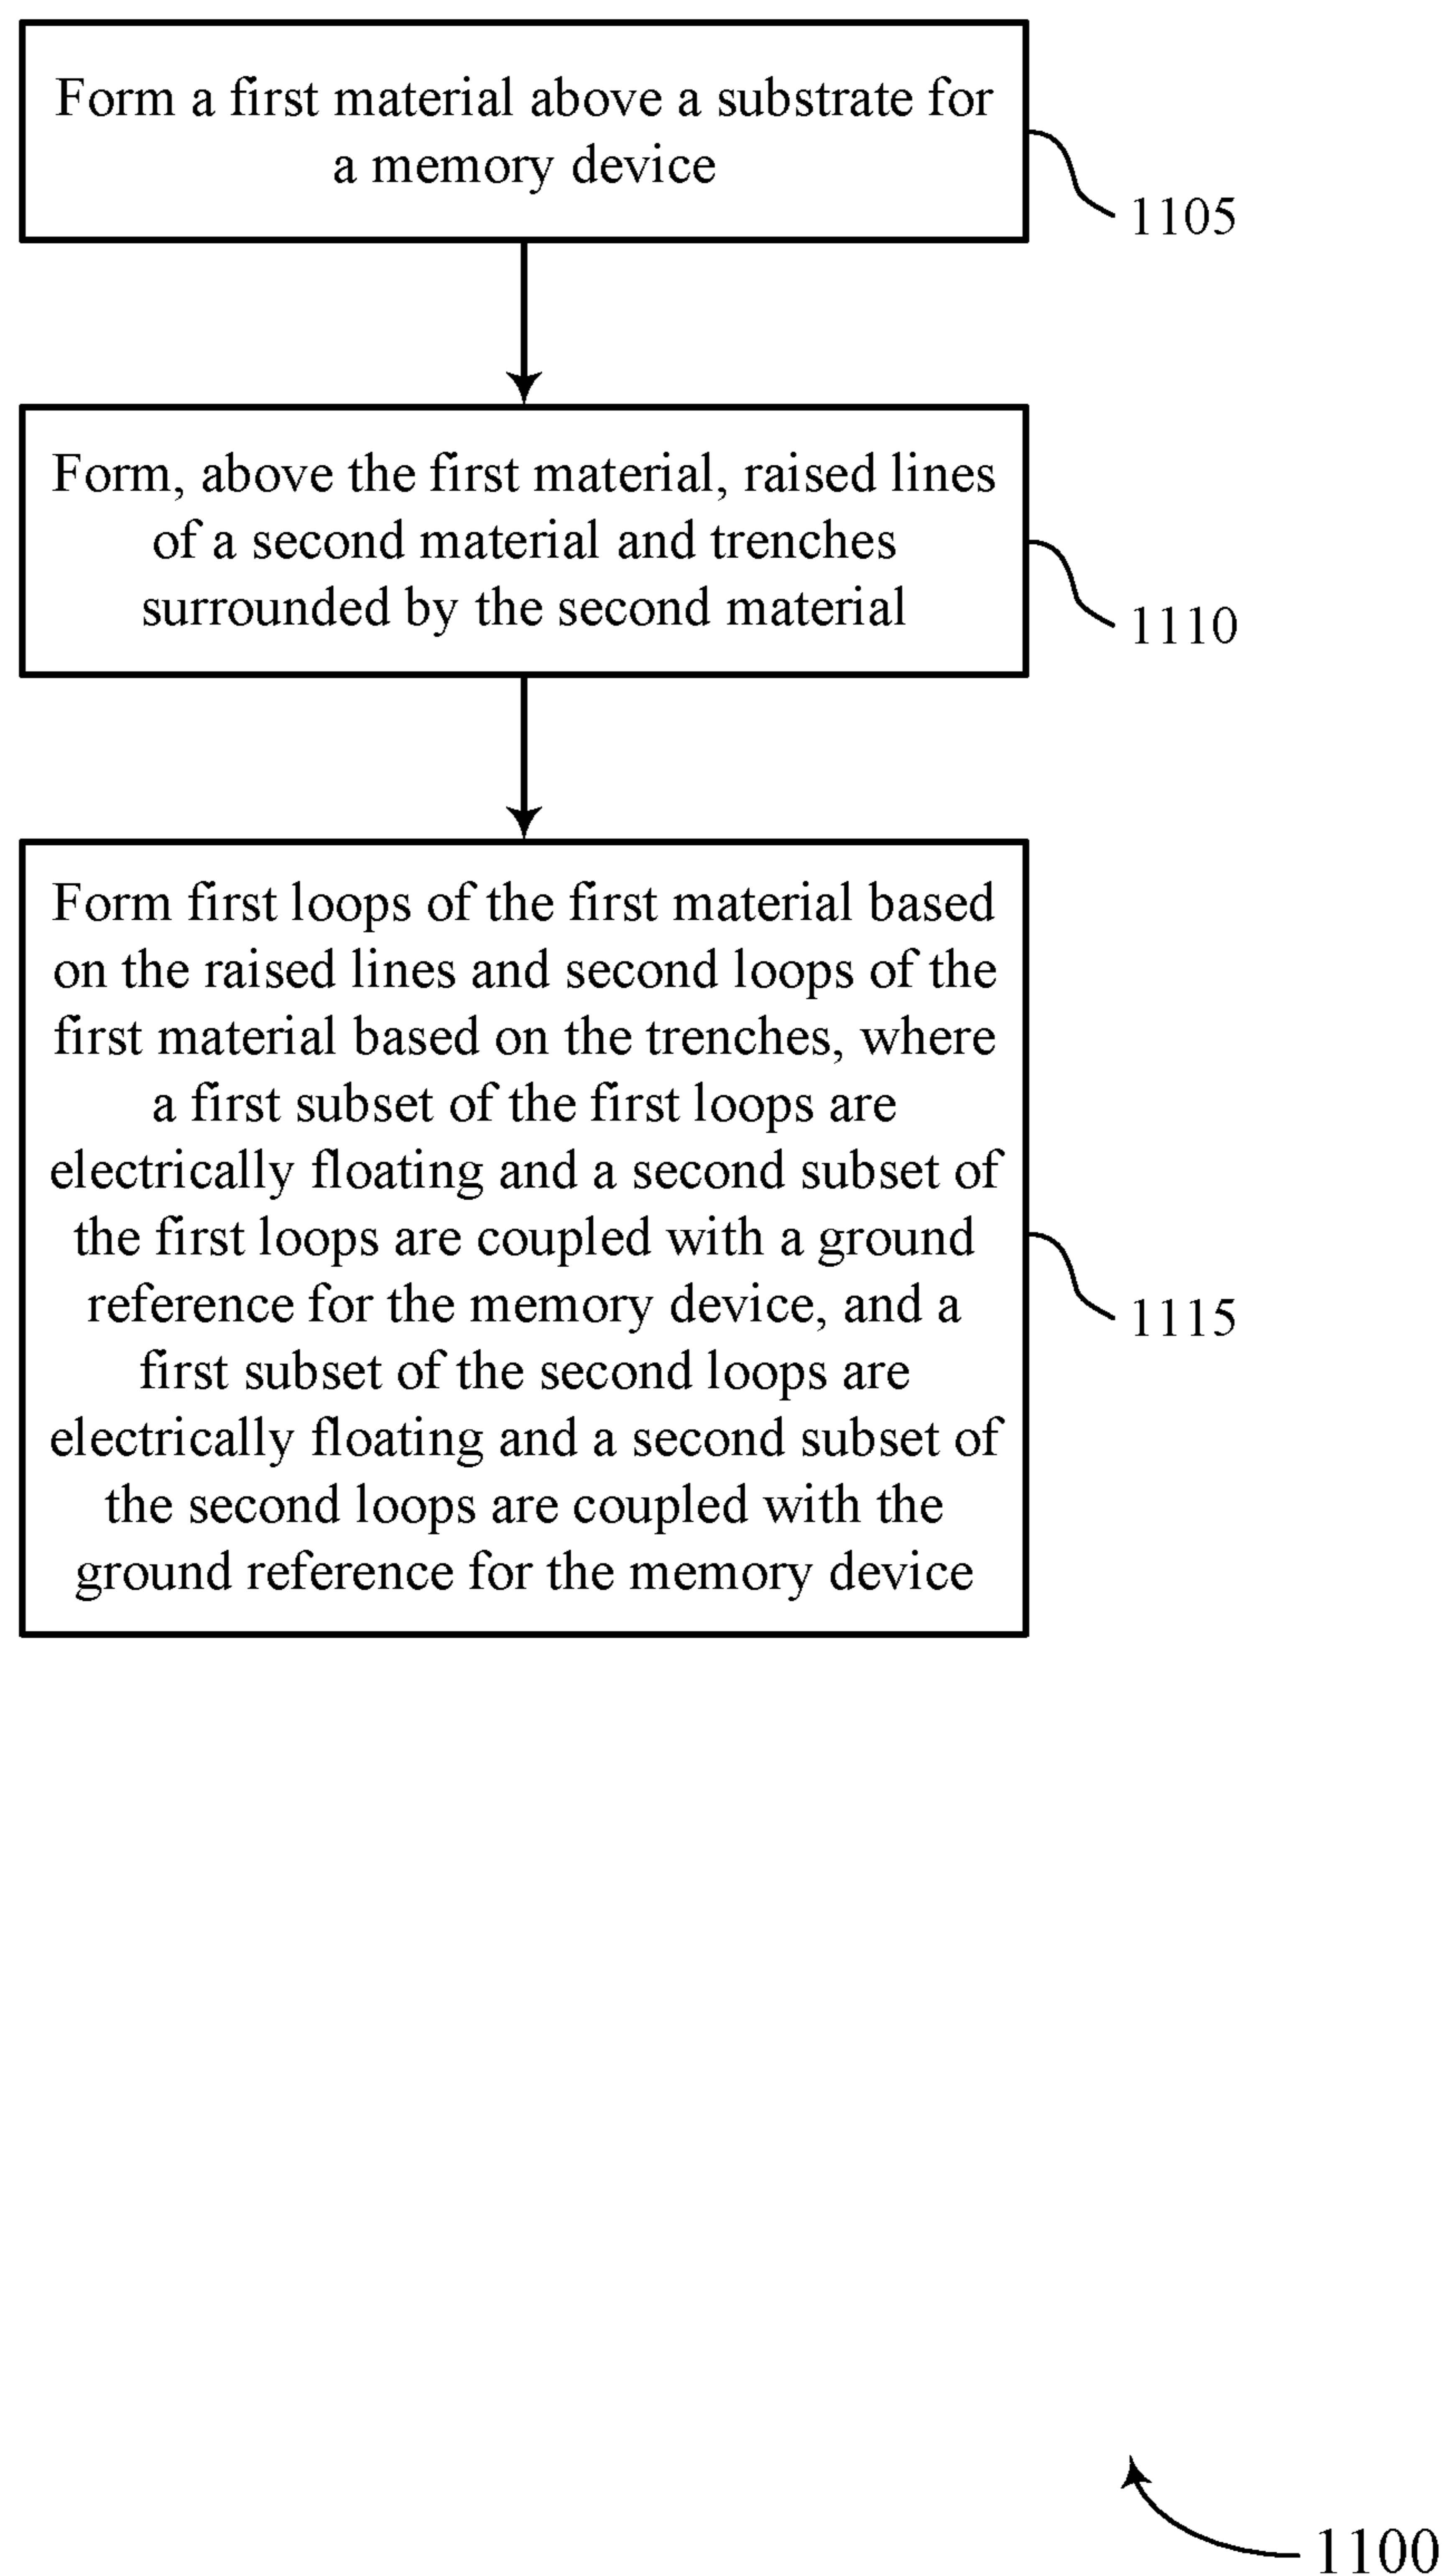 Form a first material above a substrate for
a memory device
1105
Form, above the first material, raised lines
of a second material and trenches
surrounded by the second material
1110
Form first loops of the first material based
on the raised lines and second loops of the
first material based on the trenches, where
a first subset of the first loops are
electrically floating and a second subset of
the first loops are coupled with a ground
reference for the memory device, and a
first subset of the second loops are
electrically floating and a second subset of
the second loops are coupled with the
ground reference for the memory device
1115
1100